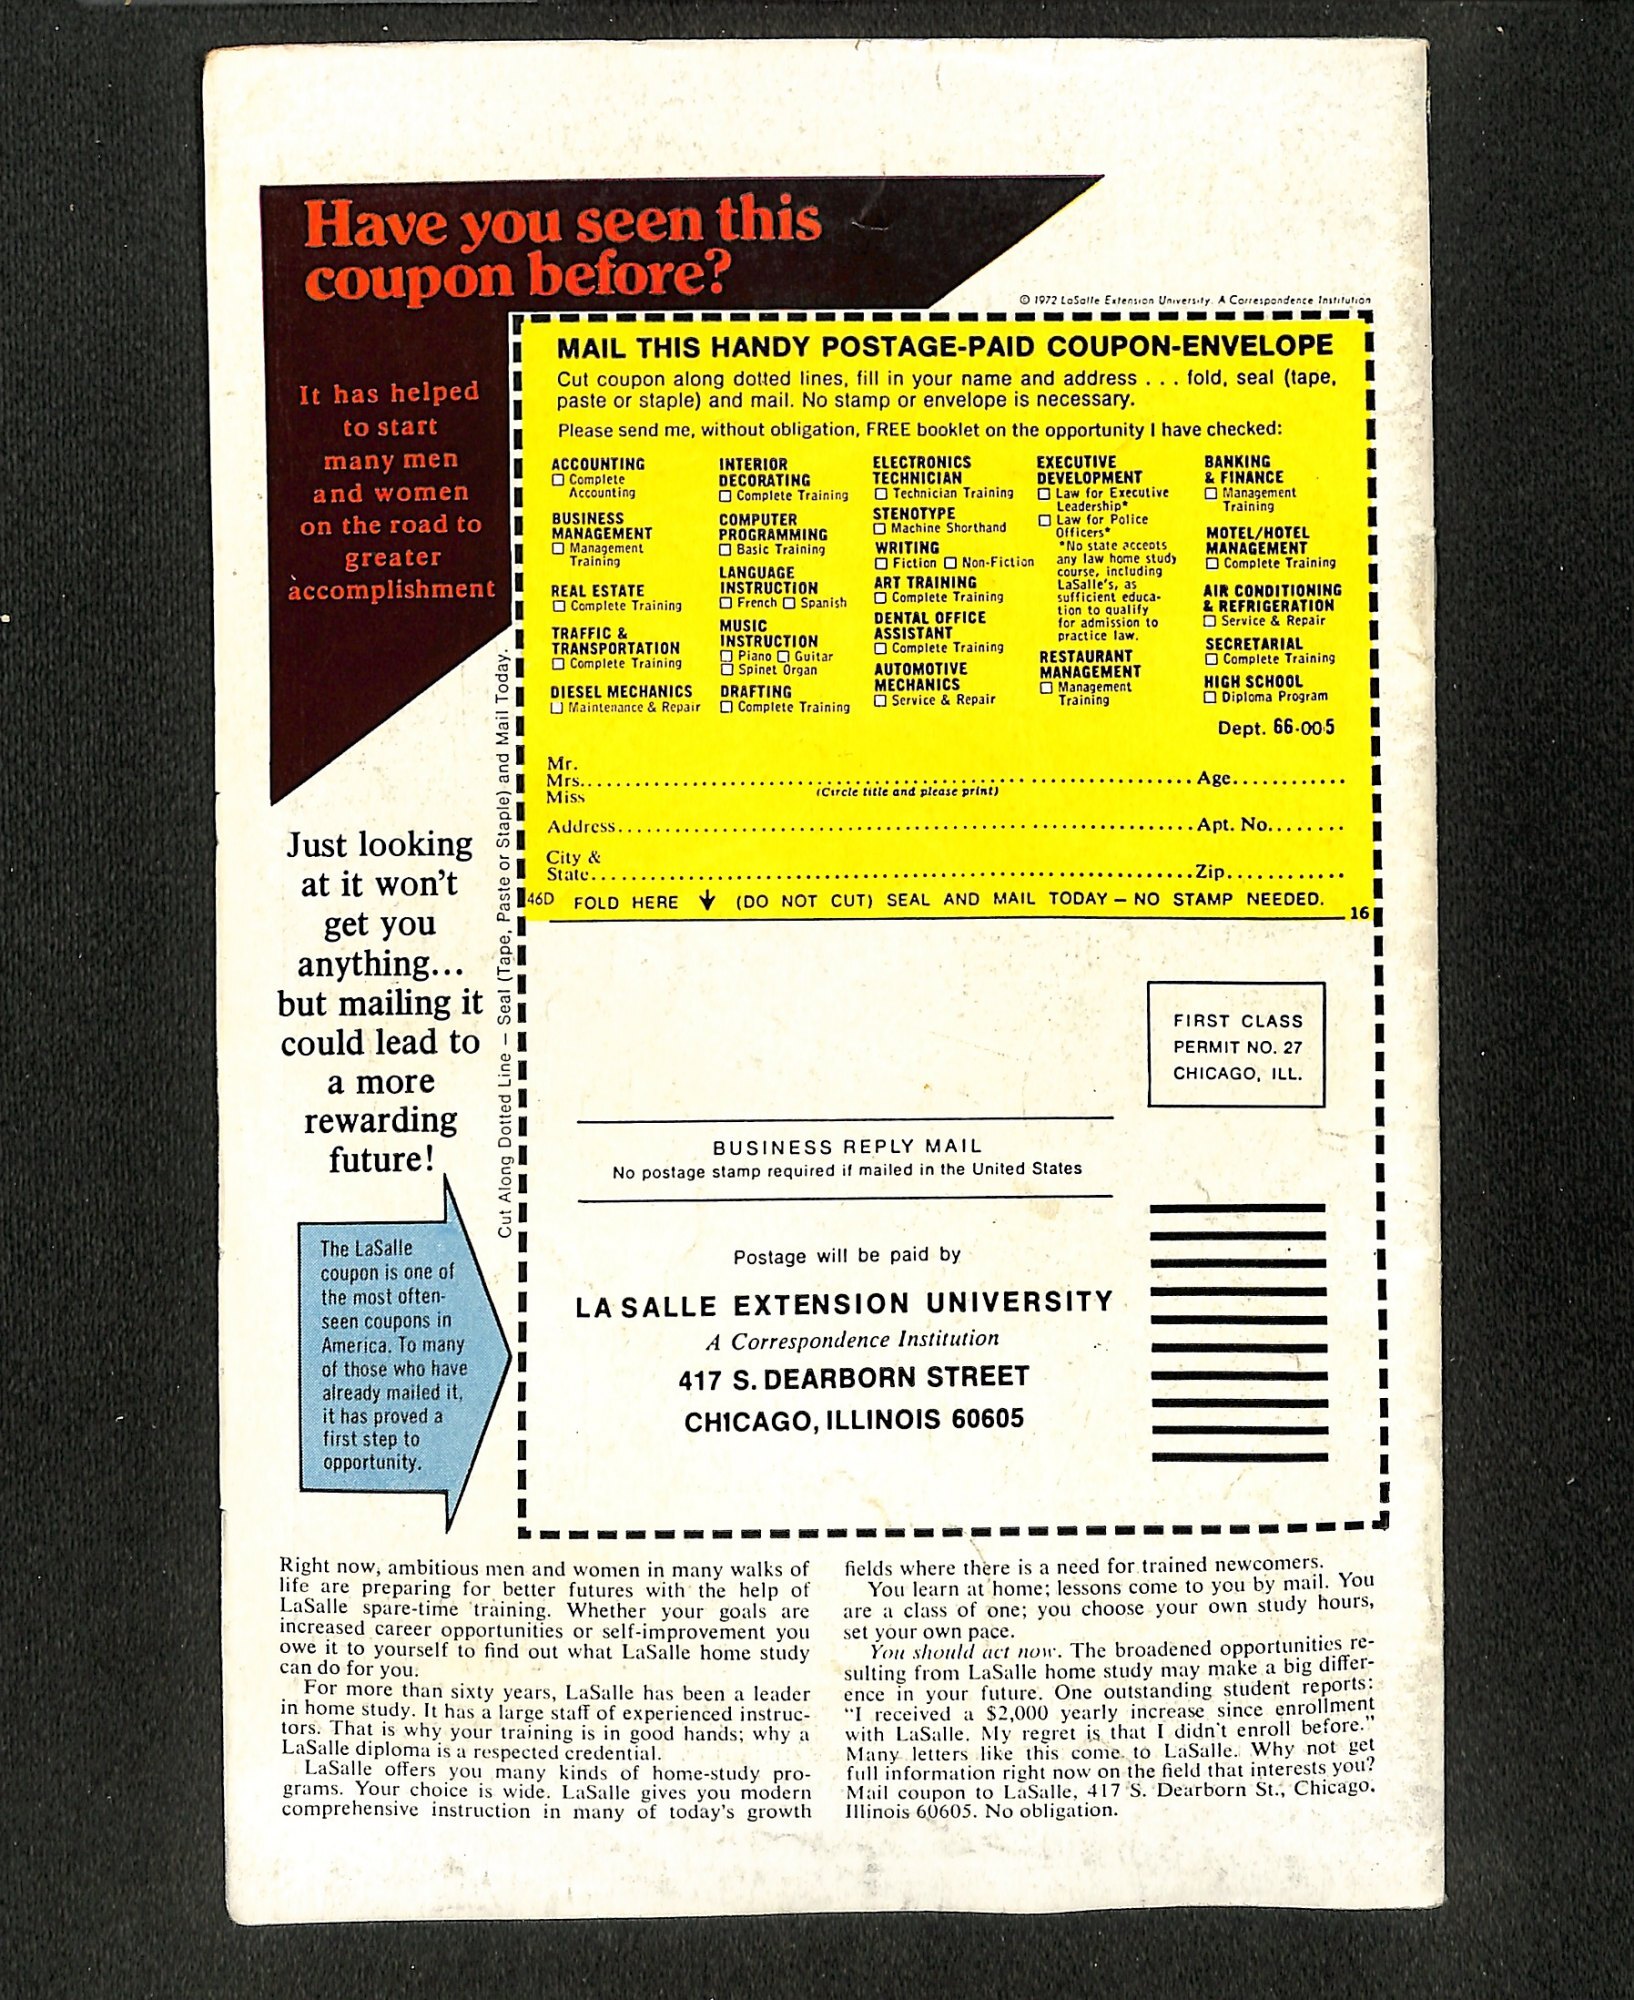 Have you seen this
coupon before?
© 1972 LaSalle Extension University. A Correspondence Institution
It has helped
to start
many men
and women
on the road to
greater
accomplishment
MAIL THIS HANDY POSTAGE-PAID COUPON-ENVELOPE
Cut coupon along dotted lines, fill in your name and address . . . fold, seal (tape,
paste or staple) and mail. No stamp or envelope is necessary.
Please send me, without obligation, FREE booklet on the opportunity I have checked:
ACCOUNTING
☐ Complete
Accounting
BUSINESS
MANAGEMENT
☐ Management
Training
REAL ESTATE
☐ Complete Training
TRAFFIC &
TRANSPORTATION
☐ Complete Training
DIESEL MECHANICS
☐ Maintenance & Repair
INTERIOR
DECORATING
☐ Complete Training
COMPUTER
PROGRAMMING
☐ Basic Training
LANGUAGE
INSTRUCTION
☐ French ☐ Spanish
MUSIC
INSTRUCTION
☐ Piano ☐ Guitar
☐ Spinet Organ
DRAFTING
☐ Complete Training
ELECTRONICS
TECHNICIAN
☐ Technician Training
STENOTYPE
☐ Machine Shorthand
WRITING
☐ Fiction ☐ Non-Fiction
ART TRAINING
☐ Complete Training
DENTAL OFFICE
ASSISTANT
☐ Complete Training
AUTOMOTIVE
MECHANICS
☐ Service & Repair
EXECUTIVE
DEVELOPMENT
☐ Law for Executive
Leadership*
☐ Law for Police
Officers*
*No state accepts
any law home study
course, including
LaSalle's, as
sufficient educa-
tion to qualify
for admission to
practice law.
RESTAURANT
MANAGEMENT
☐ Management
Training
BANKING
& FINANCE
☐ Management
Training
MOTEL/HOTEL
MANAGEMENT
☐ Complete Training
AIR CONDITIONING
& REFRIGERATION
☐ Service & Repair
SECRETARIAL
☐ Complete Training
HIGH SCHOOL
☐ Diploma Program
Dept. 66-005
Mr.
Mrs. Age
Miss (Circle title and please print)
Address Apt. No.
City &
State Zip
46D FOLD HERE ↓ (DO NOT CUT) SEAL AND MAIL TODAY — NO STAMP NEEDED.
16
Cut Along Dotted Line — Seal (Tape, Paste or Staple) and Mail Today.
Just looking
at it won't
get you
anything...
but mailing it
could lead to
a more
rewarding
future!
The LaSalle
coupon is one of
the most often-
seen coupons in
America. To many
of those who have
already mailed it,
it has proved a
first step to
opportunity.
FIRST CLASS
PERMIT NO. 27
CHICAGO, ILL.
BUSINESS REPLY MAIL
No postage stamp required if mailed in the United States
Postage will be paid by
LA SALLE EXTENSION UNIVERSITY
A Correspondence Institution
417 S. DEARBORN STREET
CHICAGO, ILLINOIS 60605
Right now, ambitious men and women in many walks of
life are preparing for better futures with the help of
LaSalle spare-time training. Whether your goals are
increased career opportunities or self-improvement you
owe it to yourself to find out what LaSalle home study
can do for you.
For more than sixty years, LaSalle has been a leader
in home study. It has a large staff of experienced instruc-
tors. That is why your training is in good hands; why a
LaSalle diploma is a respected credential.
LaSalle offers you many kinds of home-study pro-
grams. Your choice is wide. LaSalle gives you modern
comprehensive instruction in many of today's growth
fields where there is a need for trained newcomers.
You learn at home; lessons come to you by mail. You
are a class of one; you choose your own study hours,
set your own pace.
You should act now. The broadened opportunities re-
sulting from LaSalle home study may make a big differ-
ence in your future. One outstanding student reports:
"I received a $2,000 yearly increase since enrollment
with LaSalle. My regret is that I didn't enroll before."
Many letters like this come to LaSalle. Why not get
full information right now on the field that interests you?
Mail coupon to LaSalle, 417 S. Dearborn St., Chicago,
Illinois 60605. No obligation.